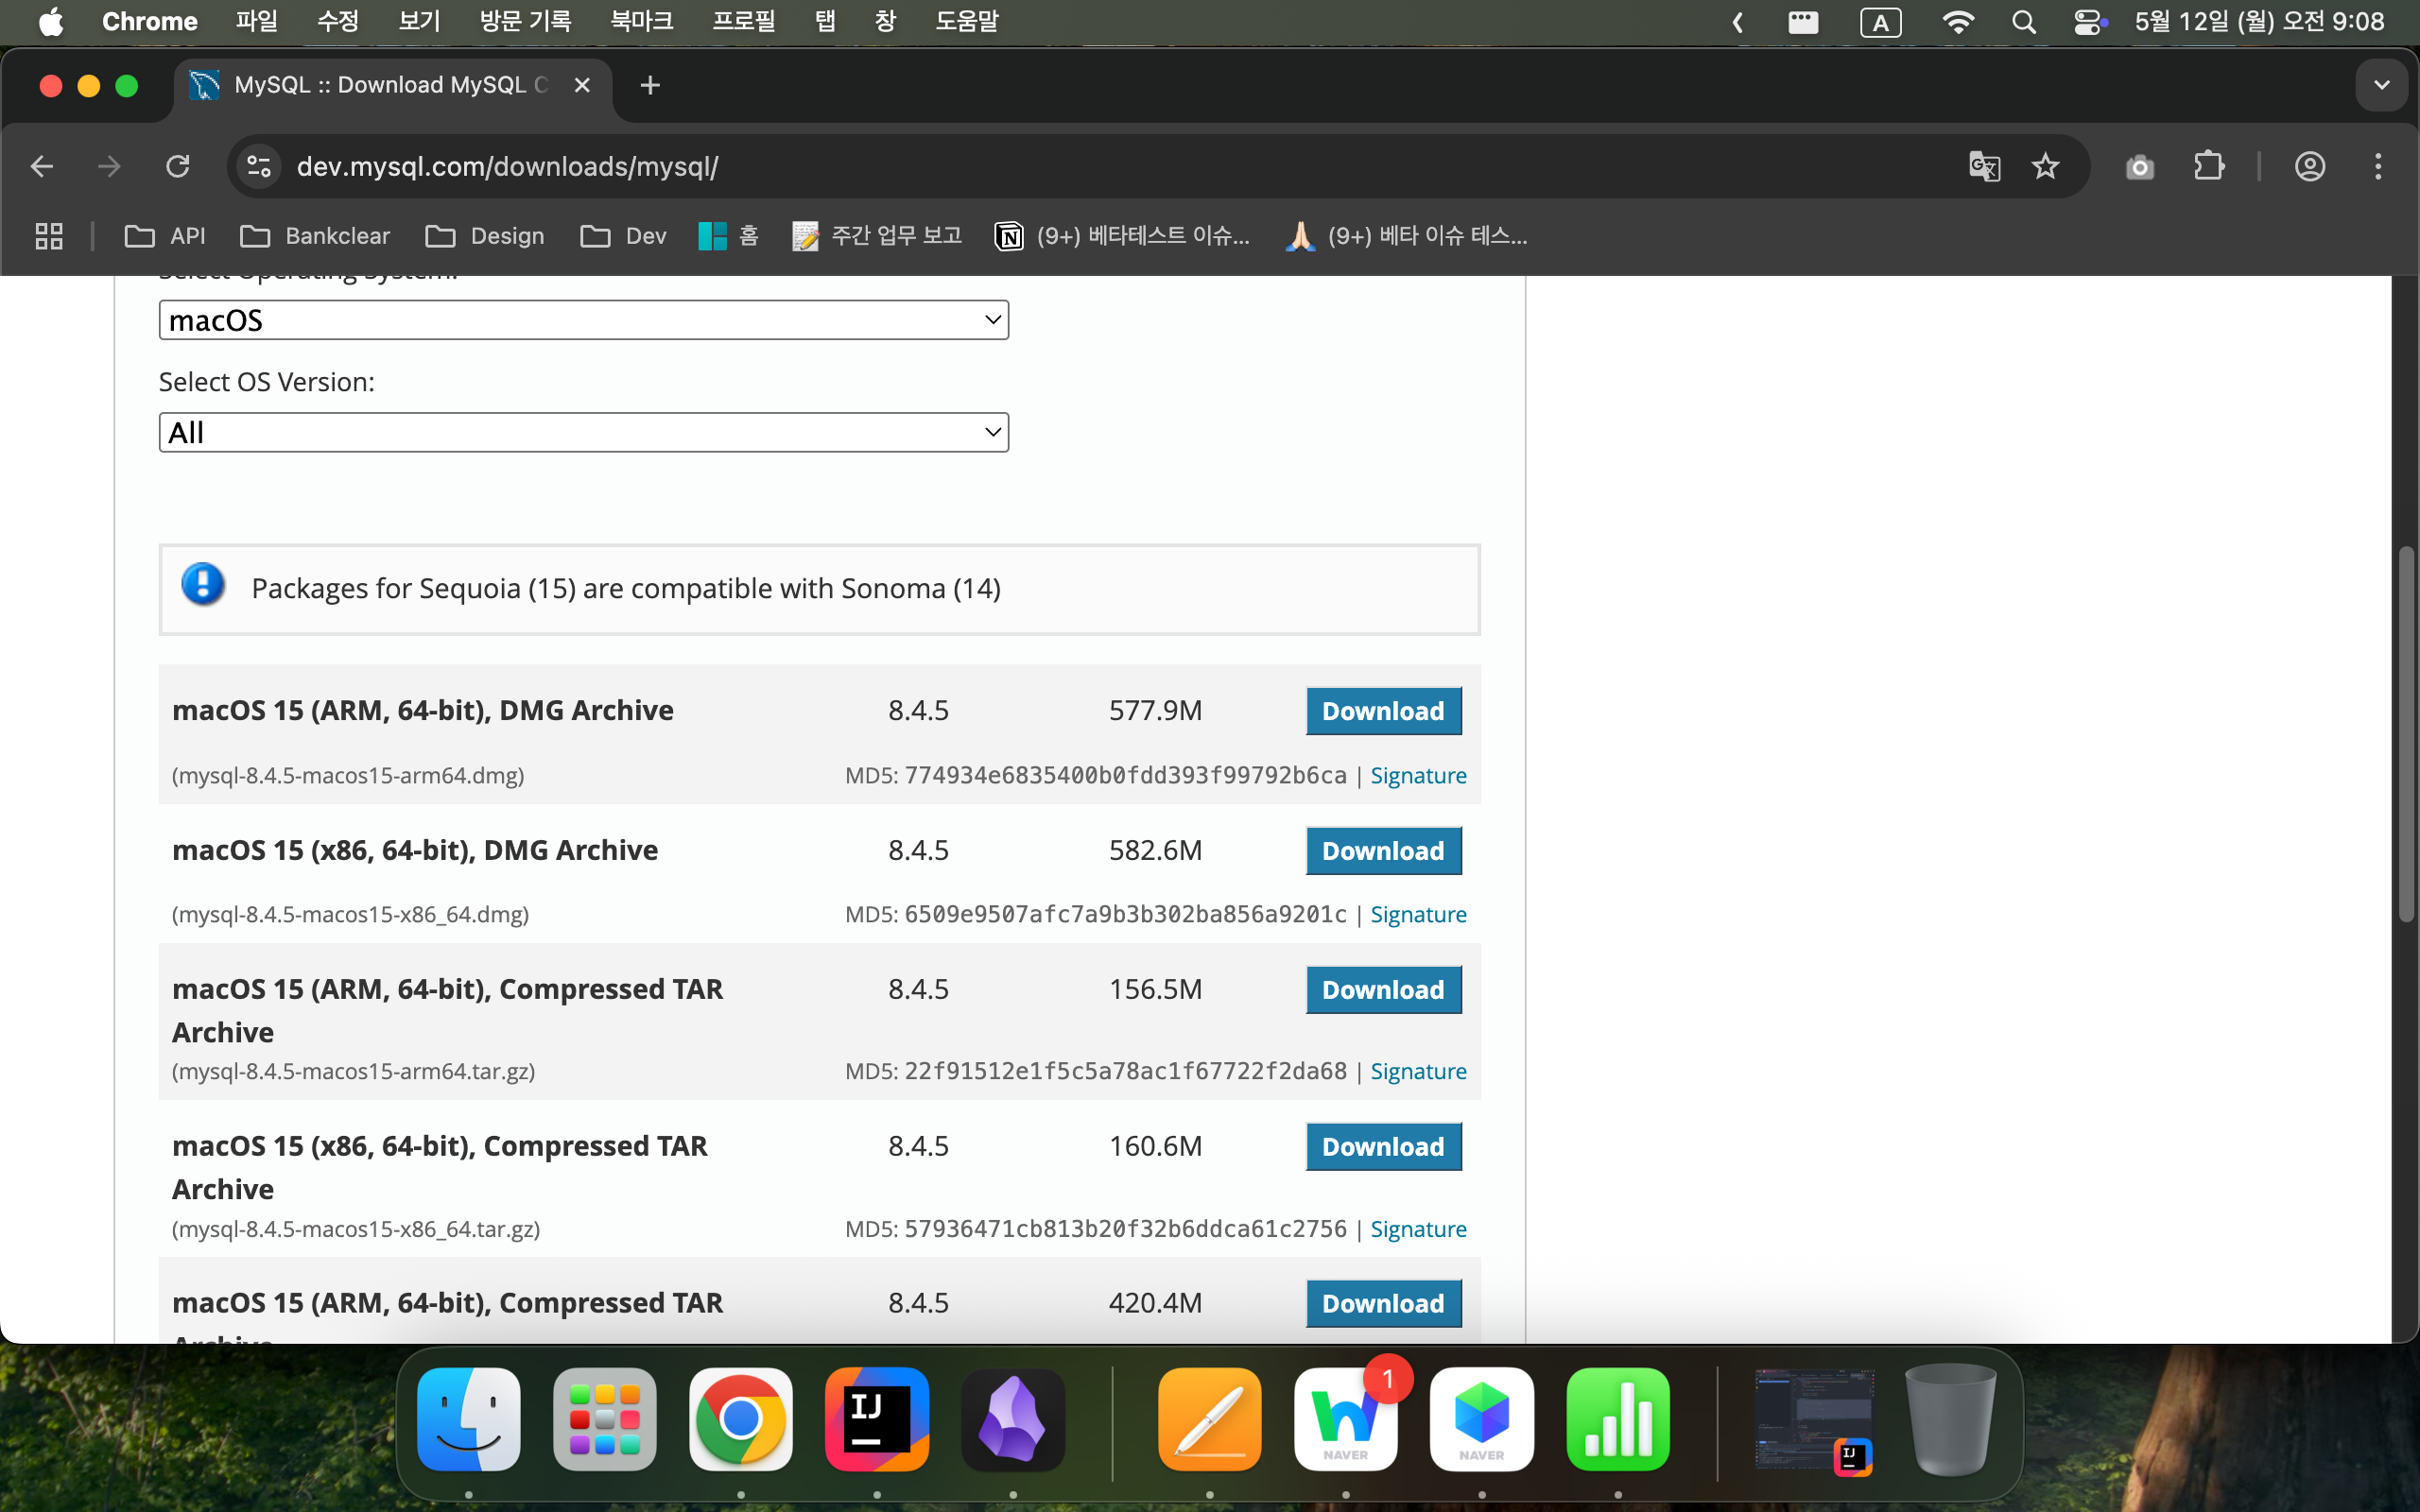 Chrome 파일 수정 보기 방문 기록 북마크 프로필 탭 창 도움말 A 5월 12일 (월) 오전 9:08
MySQL :: Download MySQL C
dev.mysql.com/downloads/mysql/
API Bankclear Design Dev 홈 주간 업무 보고 (9+) 베타테스트 이슈... (9+) 베타 이슈 테스...
Select Operating System:
macOS
Select OS Version:
All
Packages for Sequoia (15) are compatible with Sonoma (14)
macOS 15 (ARM, 64-bit), DMG Archive 8.4.5 577.9M Download
(mysql-8.4.5-macos15-arm64.dmg) MD5: 774934e6835400b0fdd393f99792b6ca | Signature
macOS 15 (x86, 64-bit), DMG Archive 8.4.5 582.6M Download
(mysql-8.4.5-macos15-x86_64.dmg) MD5: 6509e9507afc7a9b3b302ba856a9201c | Signature
macOS 15 (ARM, 64-bit), Compressed TAR 8.4.5 156.5M Download
Archive
(mysql-8.4.5-macos15-arm64.tar.gz) MD5: 22f91512e1f5c5a78ac1f67722f2da68 | Signature
macOS 15 (x86, 64-bit), Compressed TAR 8.4.5 160.6M Download
Archive
(mysql-8.4.5-macos15-x86_64.tar.gz) MD5: 57936471cb813b20f32b6ddca61c2756 | Signature
macOS 15 (ARM, 64-bit), Compressed TAR 8.4.5 420.4M Download
Archive
IJ 1 IJ
NAVER NAVER